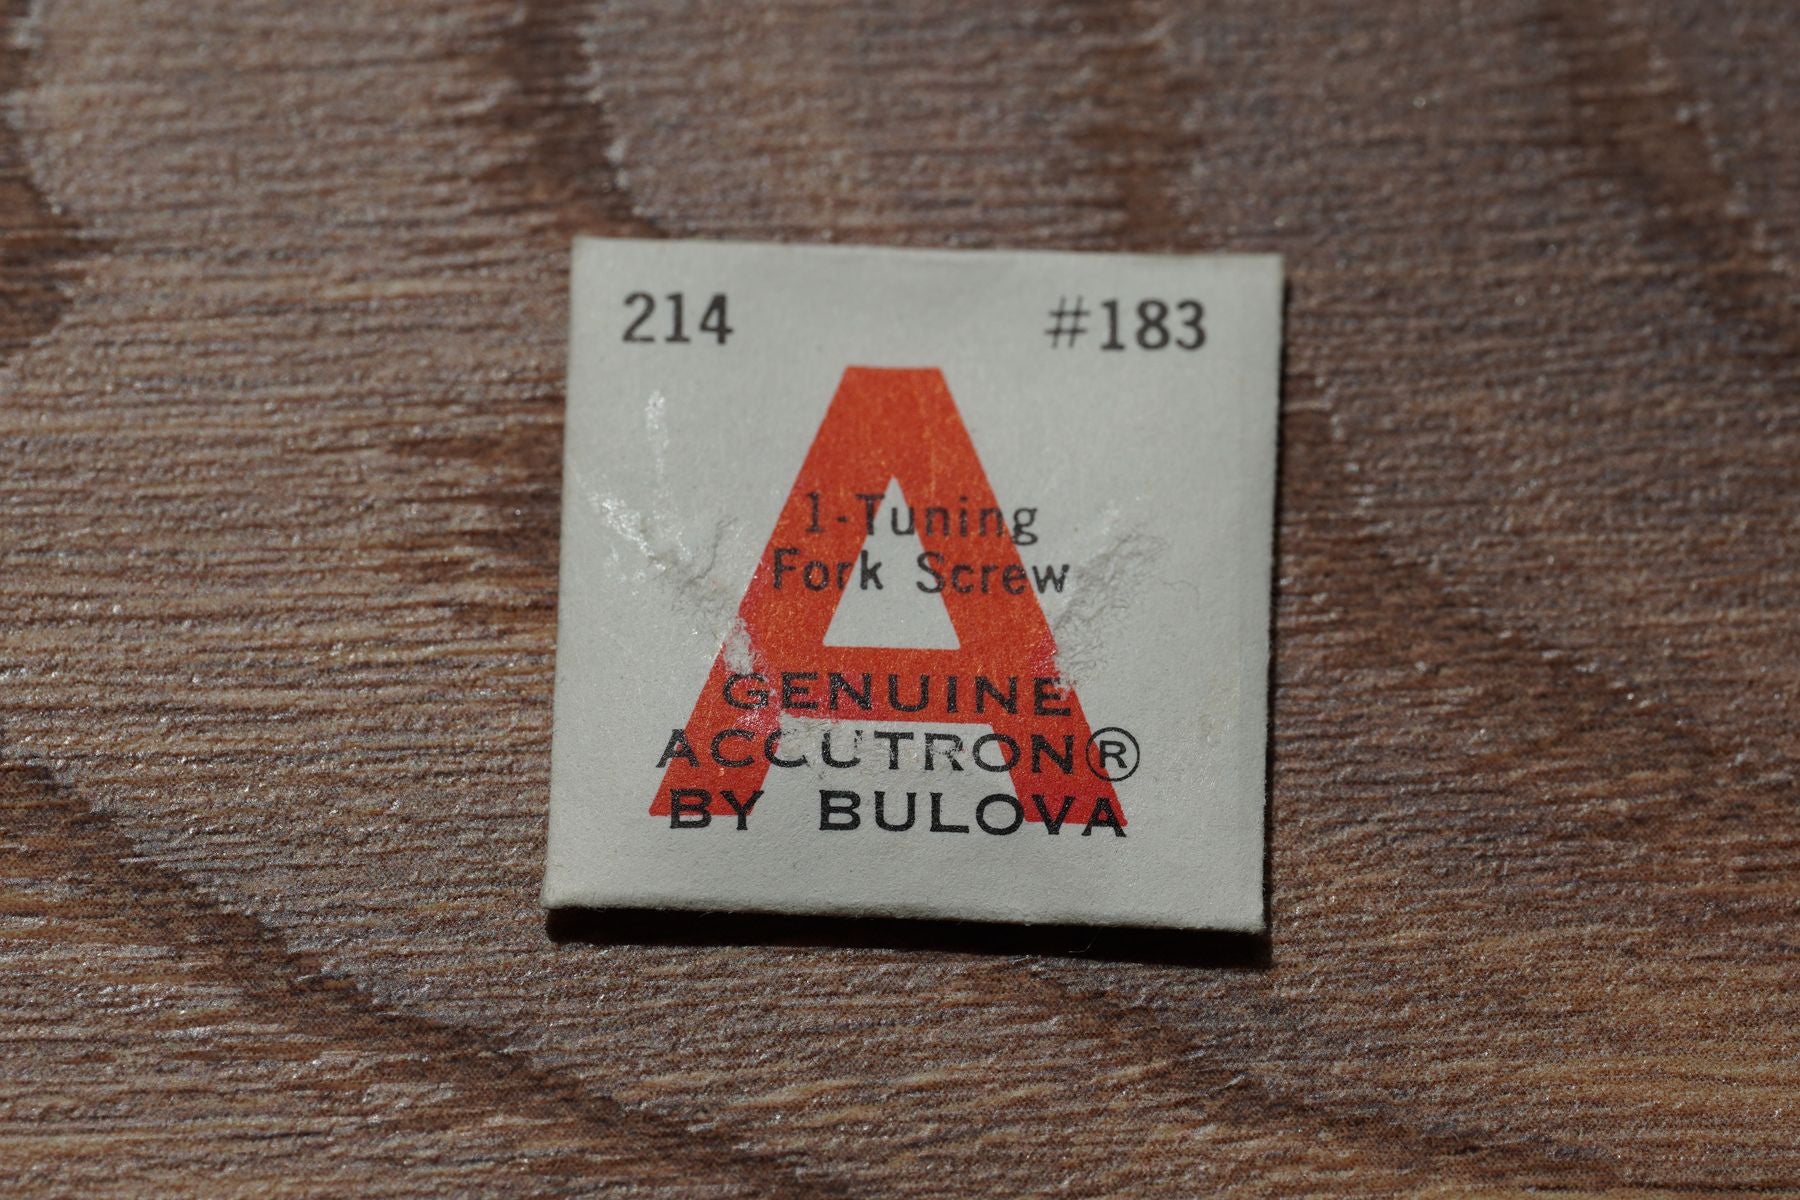 214 #183
1-Tuning
Fork Screw
GENUINE
ACCUTRON®
BY BULOVA